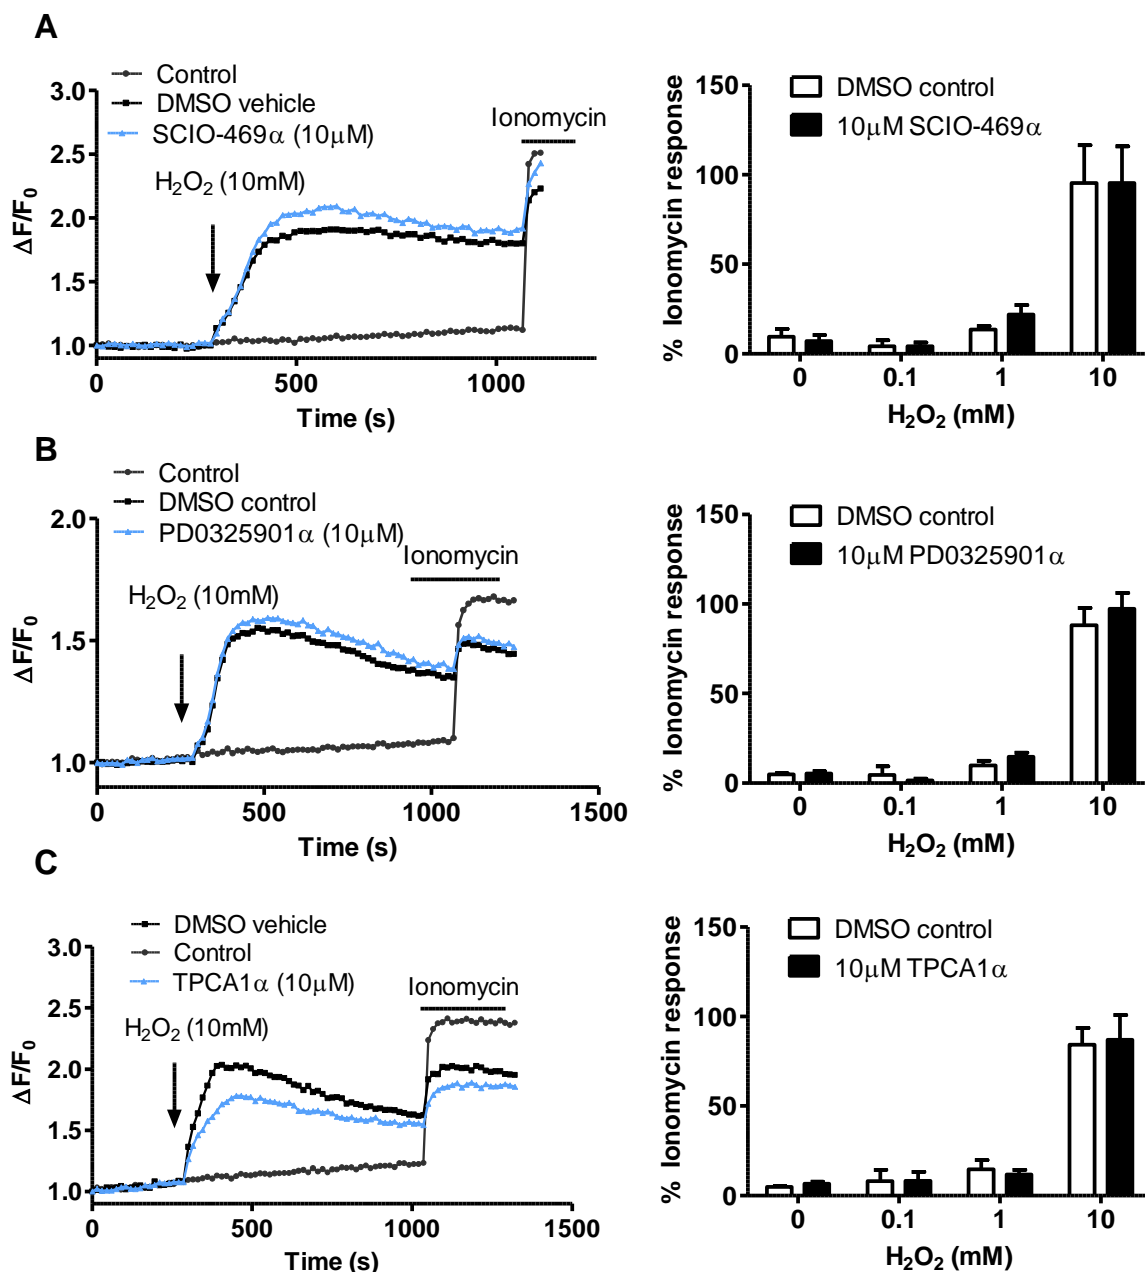 A
Control
DMSO vehicle
SCIO-469α (10μM)
Ionomycin
H₂O₂ (10mM)
3.0
2.5
2.0
1.5
1.0
ΔF/F₀
0 500 1000
Time (s)
DMSO control
10μM SCIO-469α
150
100
50
0
% Ionomycin response
0 0.1 1 10
H₂O₂ (mM)
B
Control
DMSO control
PD0325901α (10μM)
Ionomycin
H₂O₂ (10mM)
2.0
1.5
1.0
ΔF/F₀
0 500 1000 1500
Time (s)
DMSO control
10μM PD0325901α
150
100
50
0
% Ionomycin response
0 0.1 1 10
H₂O₂ (mM)
C
DMSO vehicle
Control
TPCA1α (10μM)
Ionomycin
H₂O₂ (10mM)
3.0
2.5
2.0
1.5
1.0
ΔF/F₀
0 500 1000 1500
Time (s)
DMSO control
10μM TPCA1α
150
100
50
0
% Ionomycin response
0 0.1 1 10
H₂O₂ (mM)